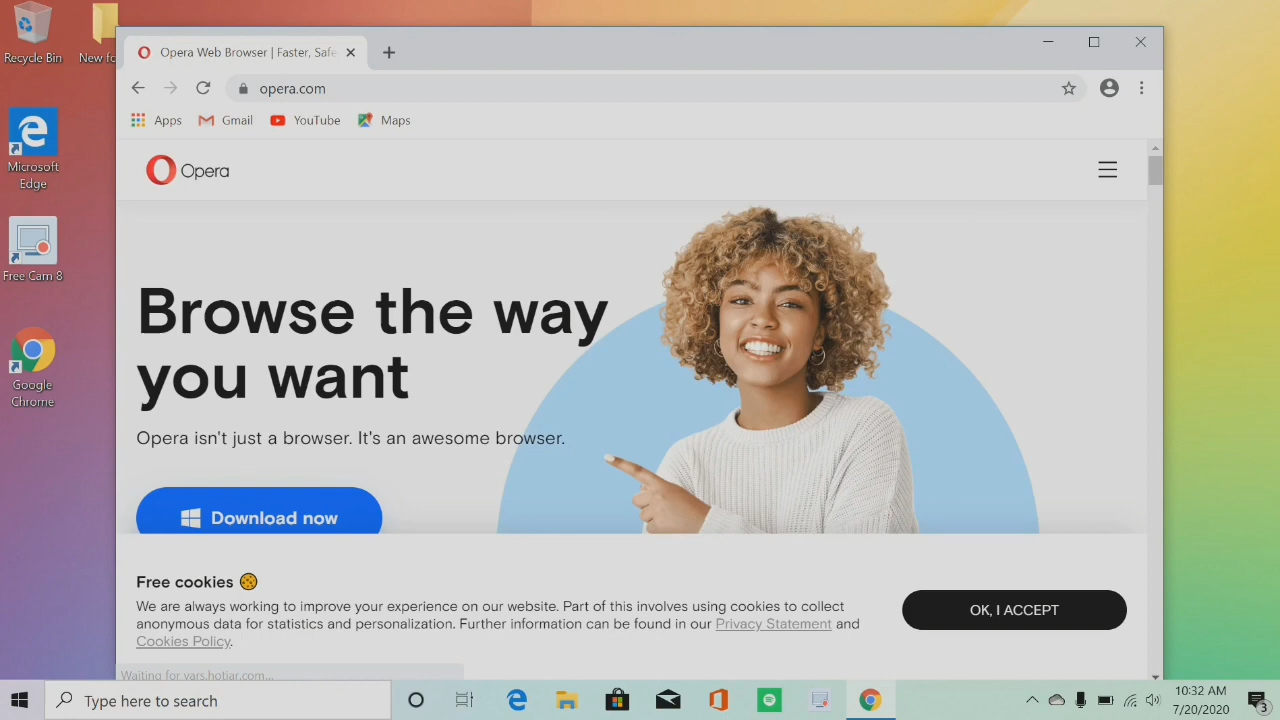 Recycle Bin
New fo
Microsoft
Edge
Free Cam 8
Google
Chrome
Opera Web Browser | Faster, Safe
opera.com
Apps
Gmail
YouTube
Maps
Opera
Browse the way
you want
Opera isn't just a browser. It's an awesome browser.
Download now
Free cookies
We are always working to improve your experience on our website. Part of this involves using cookies to collect
anonymous data for statistics and personalization. Further information can be found in our Privacy Statement and
Cookies Policy.
OK, I ACCEPT
Waiting for vars.hotjar.com...
Type here to search
10:32 AM
7/20/2020
3